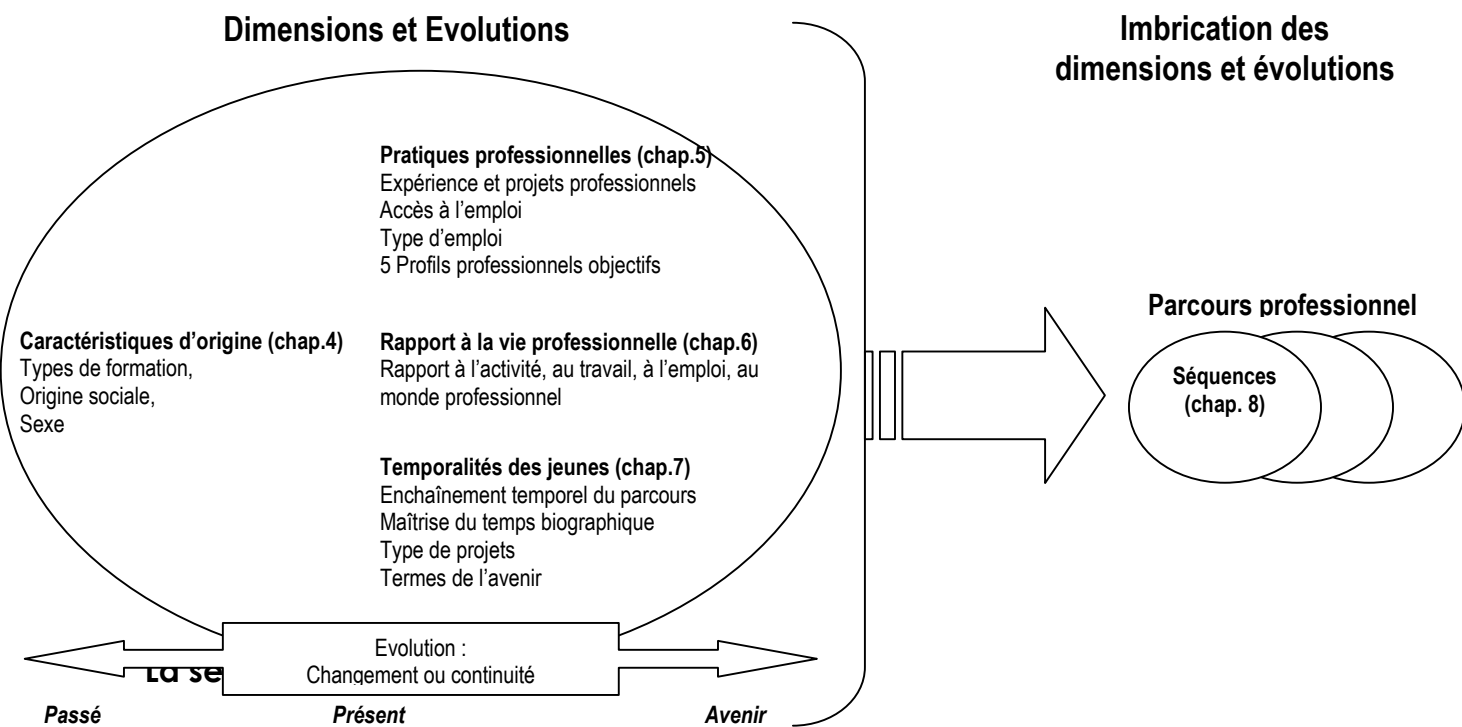 Dimensions et Evolutions
Imbrication des
dimensions et évolutions
Pratiques professionnelles (chap.5)
Expérience et projets professionnels
Accès à l’emploi
Type d’emploi
5 Profils professionnels objectifs
Caractéristiques d’origine (chap.4)
Types de formation,
Origine sociale,
Sexe
Rapport à la vie professionnelle (chap.6)
Rapport à l’activité, au travail, à l’emploi, au
monde professionnel
Temporalités des jeunes (chap.7)
Enchaînement temporel du parcours
Maîtrise du temps biographique
Type de projets
Termes de l’avenir
Parcours professionnel
Séquences
(chap. 8)
Evolution :
Changement ou continuité
La
Passé
Présent
Avenir